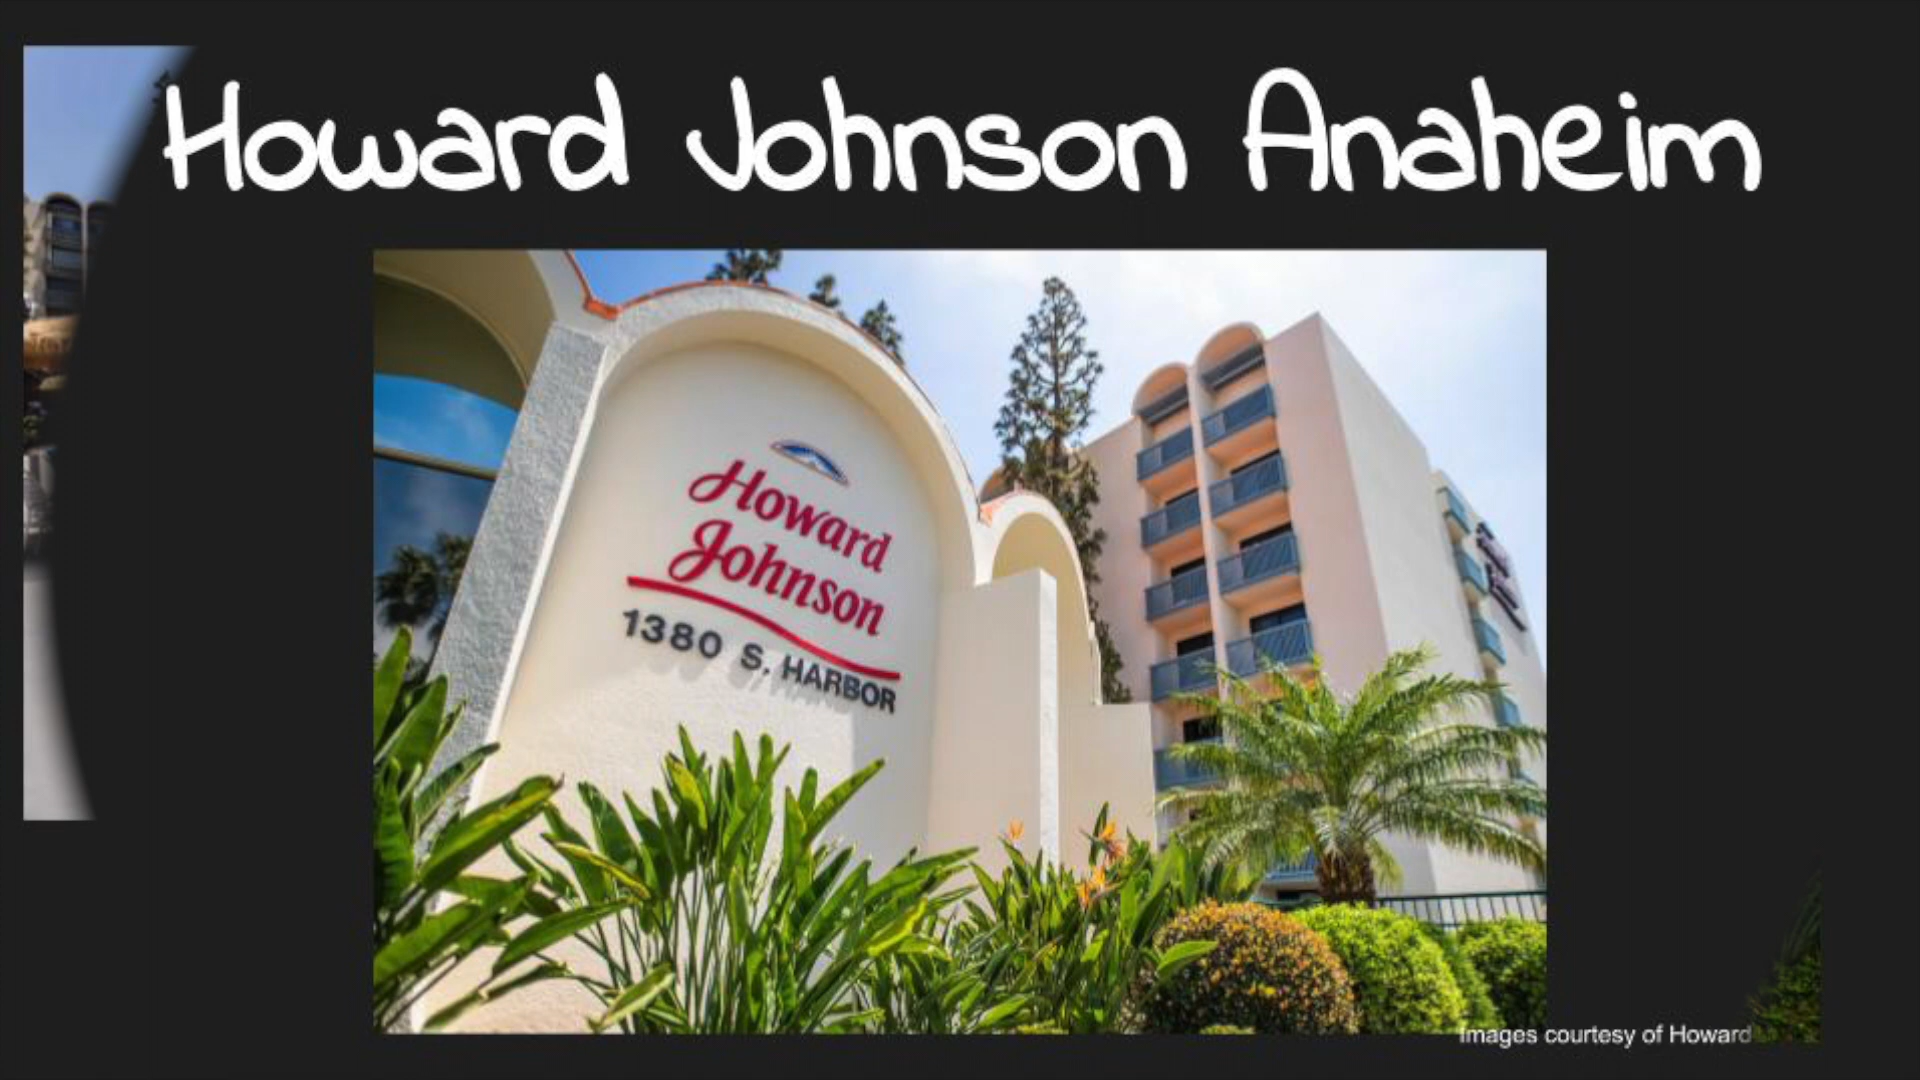 Howard Johnson Anaheim
Howard
Johnson
1380 S. HARBOR
Images courtesy of Howard